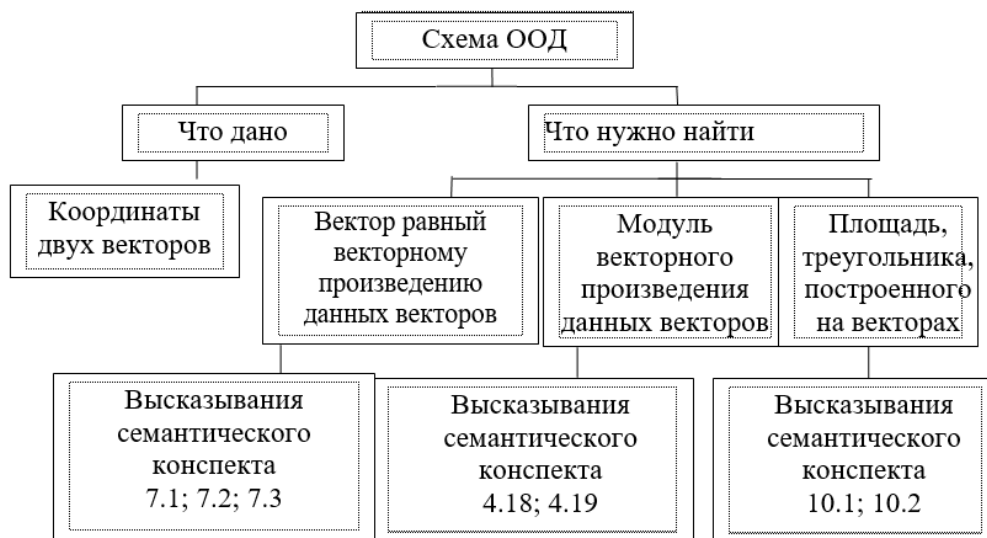 Схема ООД
Что дано
Что нужно найти
Координаты
двух векторов
Вектор равный
векторному
произведению
данных векторов
Модуль
векторного
произведения
данных векторов
Площадь,
треугольника,
построенного
на векторах
Высказывания
семантического
конспекта
7.1; 7.2; 7.3
Высказывания
семантического
конспекта
4.18; 4.19
Высказывания
семантического
конспекта
10.1; 10.2